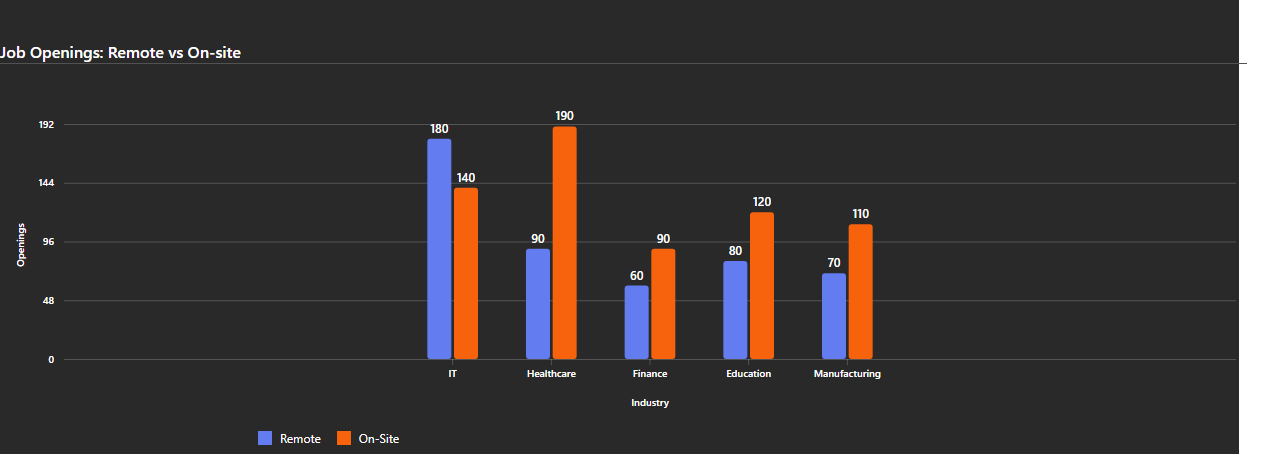 Job Openings: Remote vs On-site
192
144
96
48
0
Openings
180
140
90
190
60
90
80
120
70
110
IT
Healthcare
Finance
Education
Manufacturing
Industry
Remote
On-Site